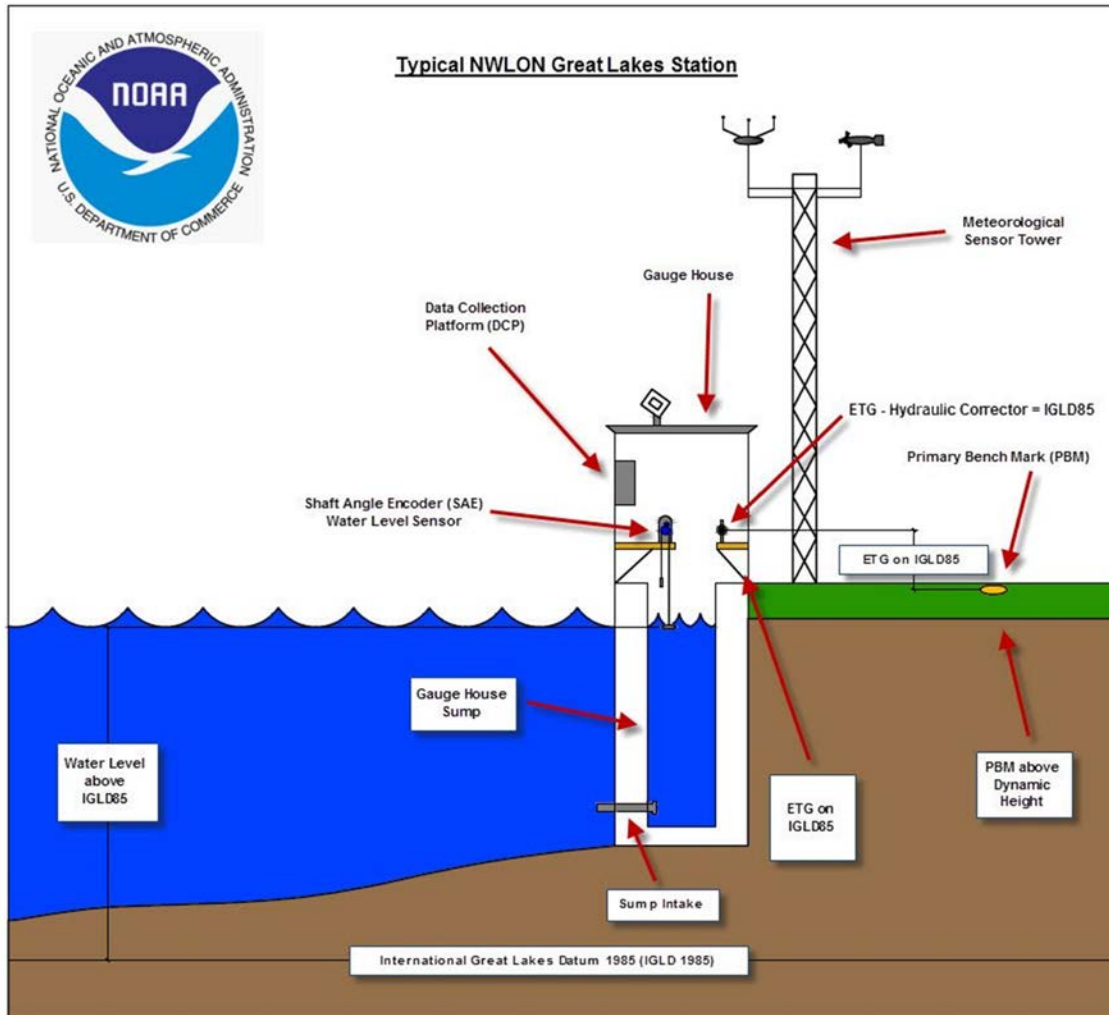 NATIONAL OCEANIC AND ATMOSPHERIC ADMINISTRATION
NOAA
U.S. DEPARTMENT OF COMMERCE
Typical NWLON Great Lakes Station
Meteorological
Sensor Tower
Gauge House
Data Collection
Platform (DCP)
ETG - Hydraulic Corrector = IGLD85
Primary Bench Mark (PBM)
Shaft Angle Encoder (SAE)
Water Level Sensor
ETG on IGLD85
Gauge House
Sump
Water Level
above
IGLD85
PBM above
Dynamic
Height
ETG on
IGLD85
Sump Intake
International Great Lakes Datum 1985 (IGLD 1985)